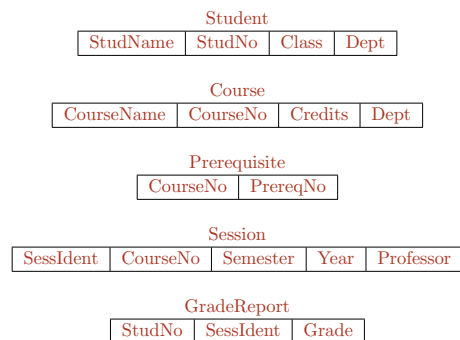 Student
StudName StudNo Class Dept
Course
CourseName CourseNo Credits Dept
Prerequisite
CourseNo PrereqNo
Session
SessIdent CourseNo Semester Year Professor
GradeReport
StudNo SessIdent Grade